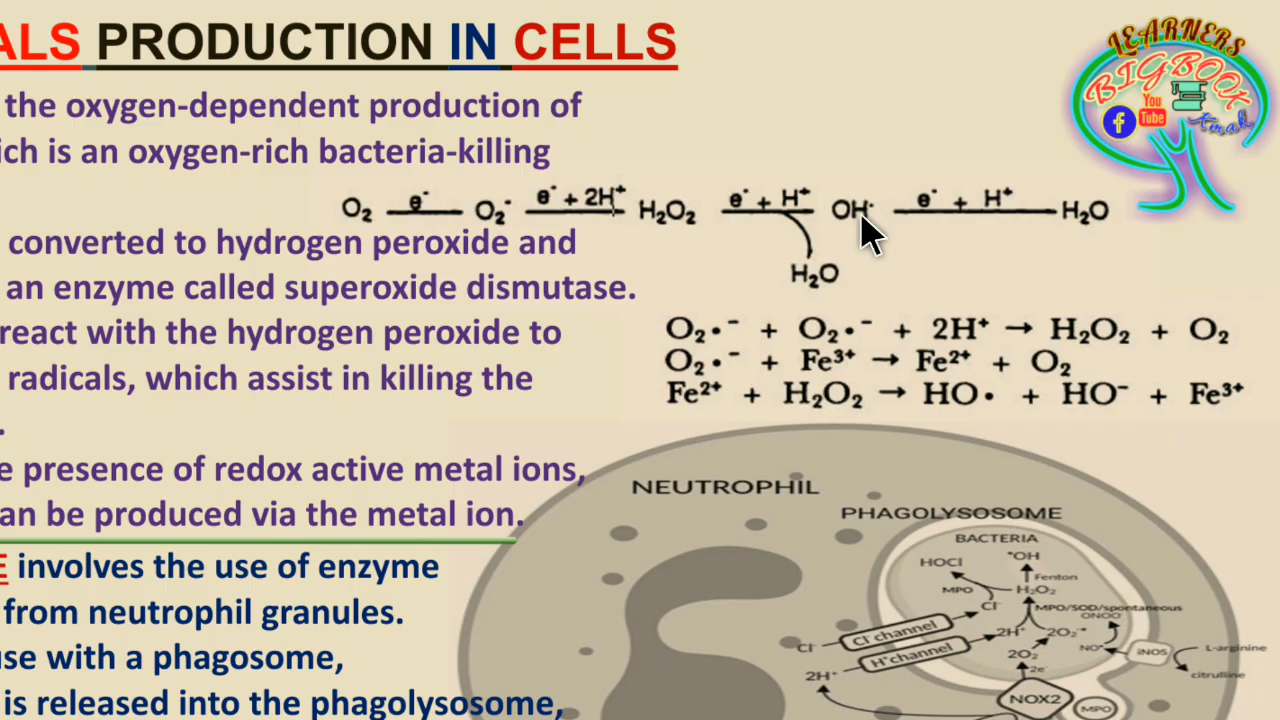 ALS PRODUCTION IN CELLS
LEARNERS
BIGBOOK
You
Tube
f
the oxygen-dependent production of
ich is an oxygen-rich bacteria-killing
O₂ e⁻ O₂·⁻ e⁻ + 2H⁺ H₂O₂ e⁻ + H⁺ OH· e⁻ + H⁺ H₂O
H₂O
converted to hydrogen peroxide and
an enzyme called superoxide dismutase.
react with the hydrogen peroxide to
radicals, which assist in killing the
.
O₂•⁻ + O₂•⁻ + 2H⁺ → H₂O₂ + O₂
O₂•⁻ + Fe³⁺ → Fe²⁺ + O₂
Fe²⁺ + H₂O₂ → HO• + HO⁻ + Fe³⁺
e presence of redox active metal ions,
an be produced via the metal ion.
E involves the use of enzyme
from neutrophil granules.
use with a phagosome,
is released into the phagolysosome,
NEUTROPHIL
PHAGOLYSOSOME
BACTERIA
HOCl
•OH
Fenton
MPO
H₂O₂
Cl⁻
MPO/SOD/spontaneous
ONOO⁻
Cl⁻
Cl⁻ channel
2H⁺
2O₂•⁻
NO•
iNOS
L-arginine
H⁺ channel
2O₂
citrulline
2H⁺
2e⁻
NOX2
MPO